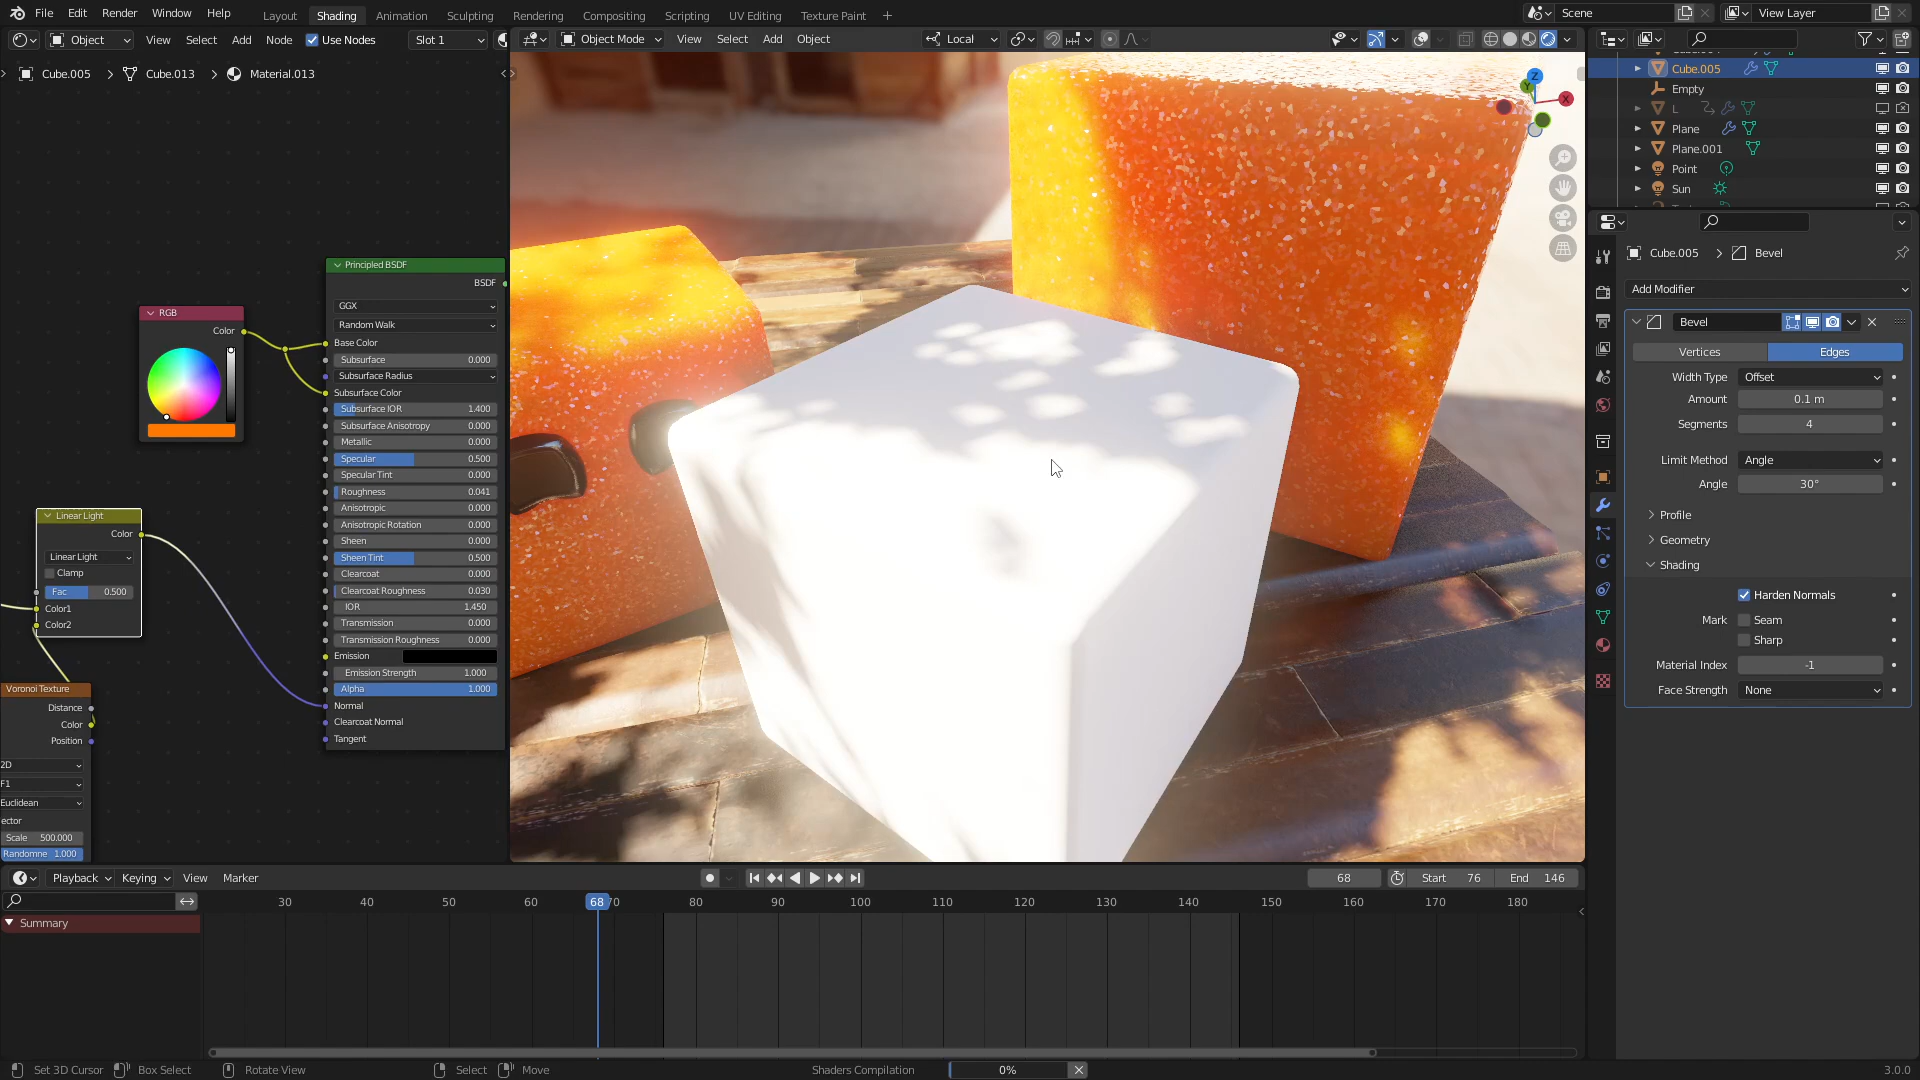 File Edit Render Window Help Layout Shading Animation Sculpting Rendering Compositing Scripting UV Editing Texture Paint + Scene View Layer
Object View Select Add Node Use Nodes Slot 1
Object Mode View Select Add Object Local
Cube.005 > Cube.013 > Material.013
Z
X
Y
Cube.005
Empty
L
Plane
Plane.001
Point
Sun
Cube.005 > Bevel
Add Modifier
Bevel
Vertices Edges
Width Type Offset
Amount 0.1 m
Segments 4
Limit Method Angle
Angle 30°
Profile
Geometry
Shading
Harden Normals
Mark Seam
Sharp
Material Index -1
Face Strength None
RGB
Color
Principled BSDF
BSDF
GGX
Random Walk
Base Color
Subsurface 0.000
Subsurface Radius
Subsurface Color
Subsurface IOR 1.400
Subsurface Anisotropy 0.000
Metallic 0.000
Specular 0.500
Specular Tint 0.000
Roughness 0.041
Anisotropic 0.000
Anisotropic Rotation 0.000
Sheen 0.000
Sheen Tint 0.500
Clearcoat 0.000
Clearcoat Roughness 0.030
IOR 1.450
Transmission 0.000
Transmission Roughness 0.000
Emission
Emission Strength 1.000
Alpha 1.000
Normal
Clearcoat Normal
Tangent
Linear Light
Color
Linear Light
Clamp
Fac 0.500
Color1
Color2
Voronoi Texture
Distance
Color
Position
2D
F1
Euclidean
ector
Scale 500.000
Randomne 1.000
Playback Keying View Marker 68 Start 76 End 146
30 40 50 60 68 70 80 90 100 110 120 130 140 150 160 170 180
Summary
Set 3D Cursor Box Select Rotate View Select Move Shaders Compilation 0% 3.0.0